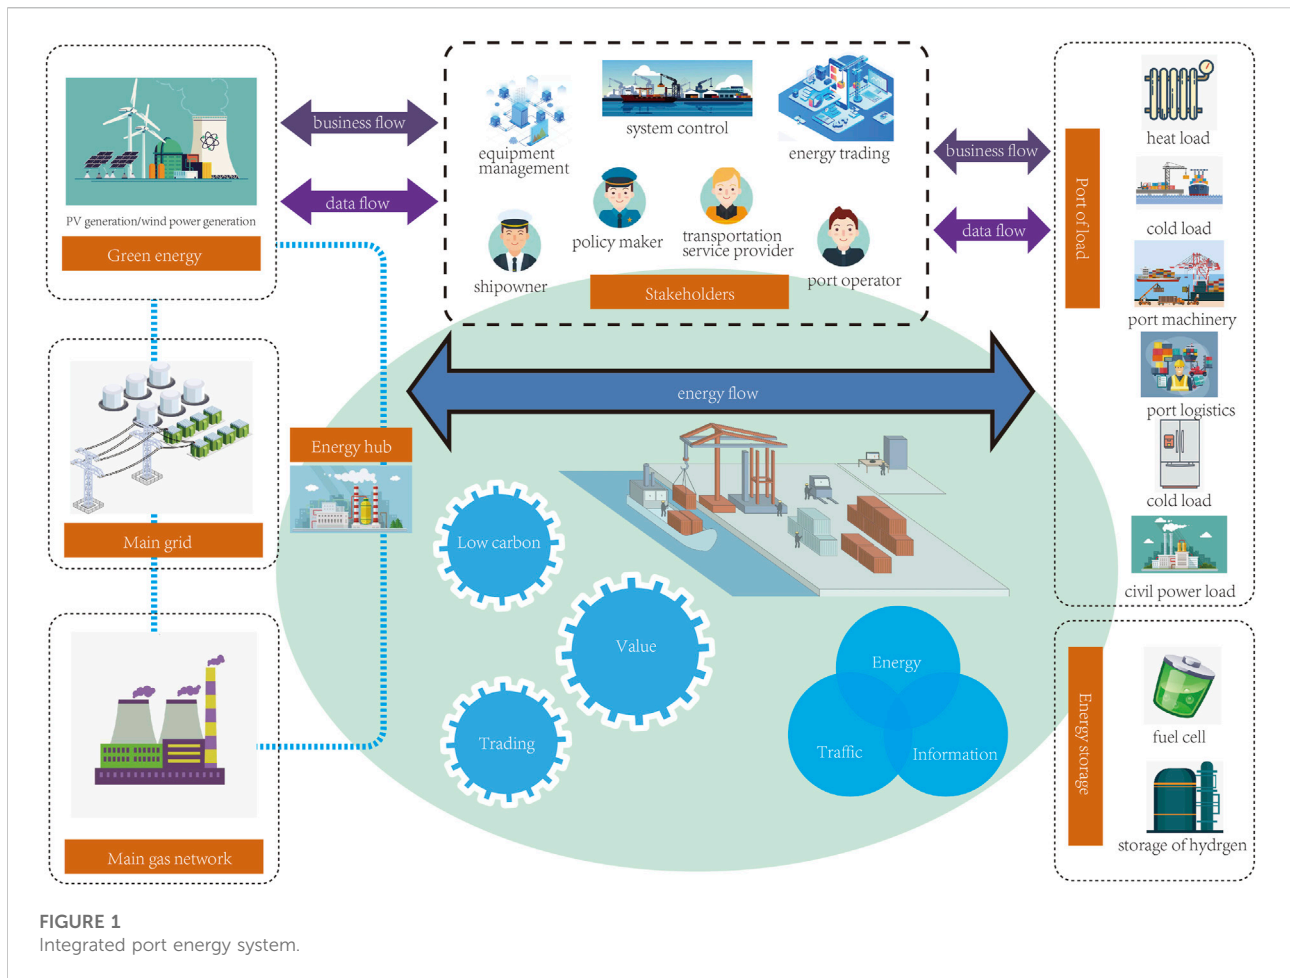 PV generation/wind power generation
Green energy
Main grid
Main gas network
business flow
data flow
Energy hub
equipment
management
system control
energy trading
shipowner
policy maker
transportation
service provider
port operator
Stakeholders
business flow
data flow
energy flow
Low carbon
Value
Trading
Energy
Traffic
Information
Port of load
heat load
cold load
port machinery
port logistics
cold load
civil power load
Energy storage
fuel cell
storage of hydrgen
FIGURE 1
Integrated port energy system.